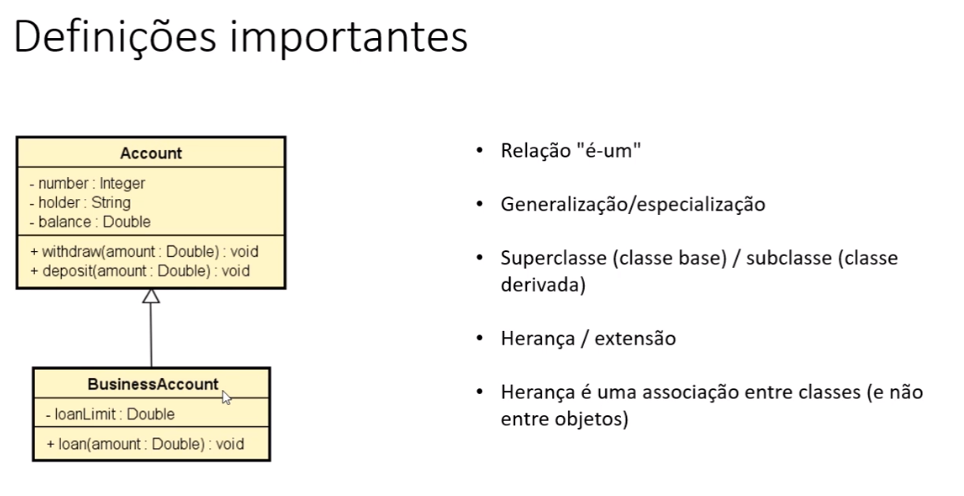 Definições importantes
Account
- number : Integer
- holder : String
- balance : Double
+ withdraw(amount : Double) : void
+ deposit(amount : Double) : void
BusinessAccount
- loanLimit : Double
+ loan(amount : Double) : void
• Relação "é-um"
• Generalização/especialização
• Superclasse (classe base) / subclasse (classe
derivada)
• Herança / extensão
• Herança é uma associação entre classes (e não
entre objetos)